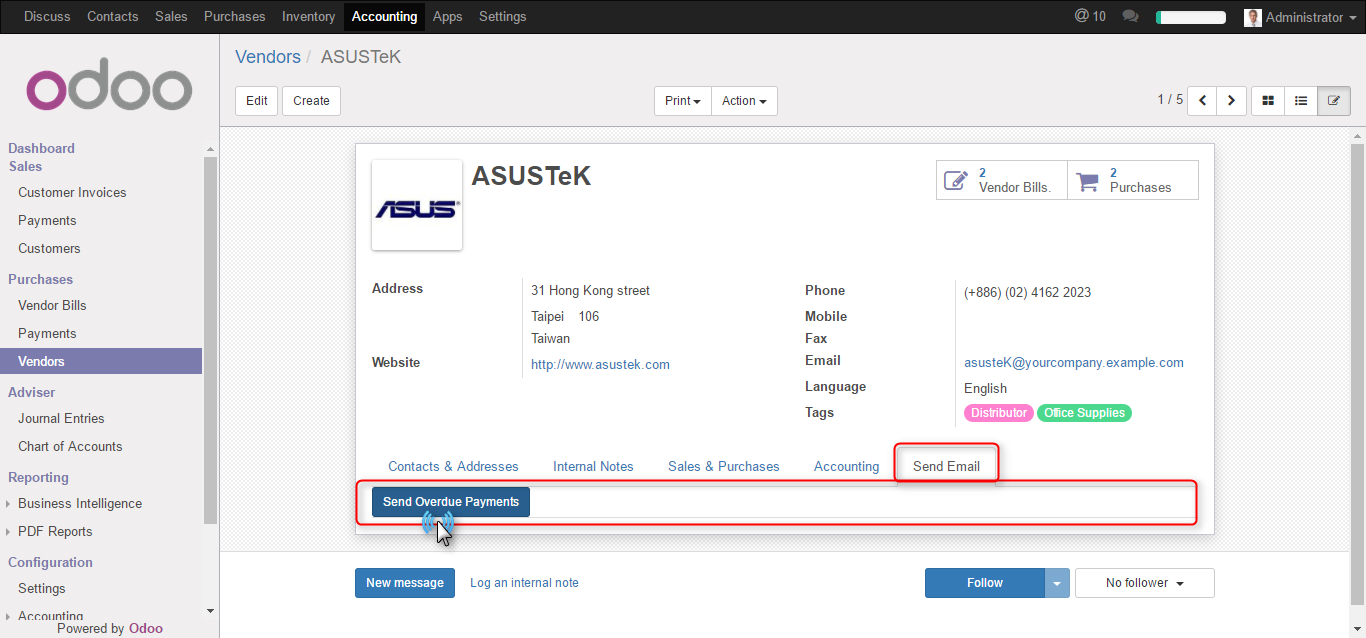 Discuss Contacts Sales Purchases Inventory Accounting Apps Settings @ 10 Administrator
odoo
Vendors / ASUSTeK
Edit Create Print Action 1 / 5
Dashboard
Sales
Customer Invoices
Payments
Customers
Purchases
Vendor Bills
Payments
Vendors
Adviser
Journal Entries
Chart of Accounts
Reporting
Business Intelligence
PDF Reports
Configuration
Settings
Accounting
Powered by Odoo
ASUS
ASUSTeK
2
Vendor Bills.
2
Purchases
Address
31 Hong Kong street
Taipei 106
Taiwan
Website http://www.asustek.com
Phone (+886) (02) 4162 2023
Mobile
Fax
Email asusteK@yourcompany.example.com
Language English
Tags Distributor Office Supplies
Contacts & Addresses Internal Notes Sales & Purchases Accounting Send Email
Send Overdue Payments
New message Log an internal note Follow No follower